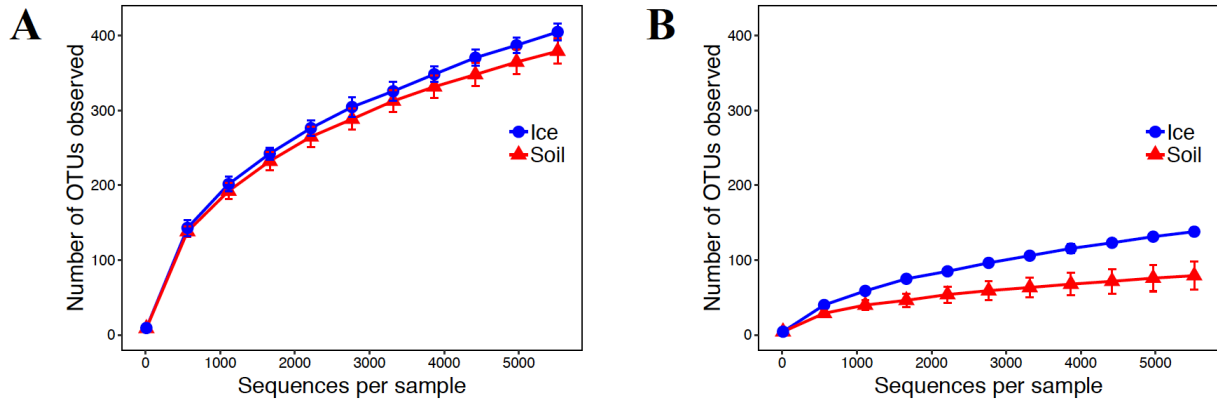 A
Number of OTUs observed
400
300
200
100
0
Ice
Soil
0 1000 2000 3000 4000 5000
Sequences per sample
B
Number of OTUs observed
400
300
200
100
0
Ice
Soil
0 1000 2000 3000 4000 5000
Sequences per sample